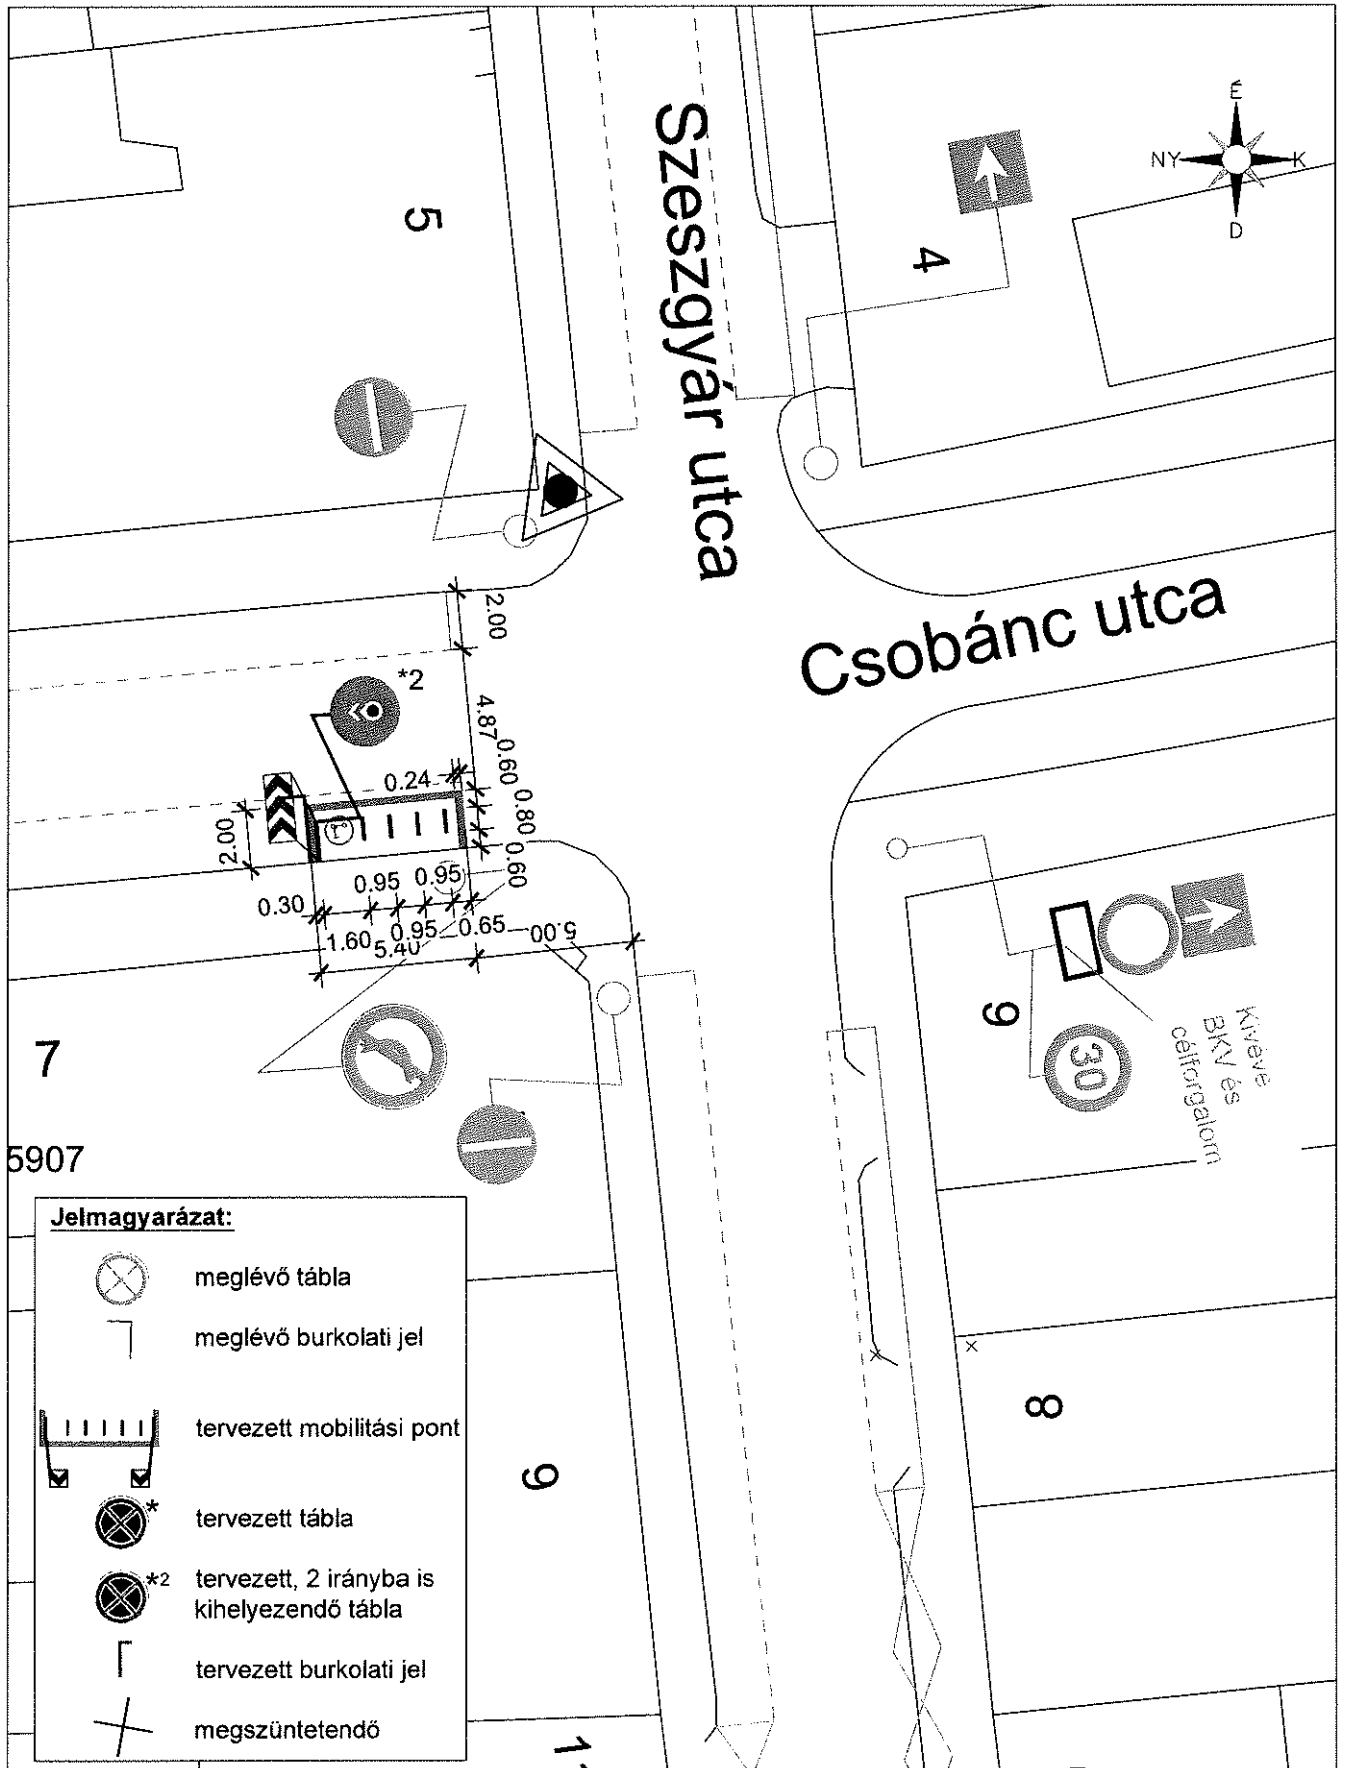 É
NY
K
D
Szeszgyár utca
5
4
Csobánc utca
2.00
*2
4.87
0.60
0.24
0.80
2.00
0.60
0.95
0.95
0.30
1.60
0.95
0.65
5.00
5.40
7
9
30
Kivéve
BKV és
célforgalom
5907
8
9
Jelmagyarázat:
meglévő tábla
meglévő burkolati jel
tervezett mobilitási pont
* tervezett tábla
*2 tervezett, 2 irányba is
kihelyezendő tábla
tervezett burkolati jel
megszüntetendő